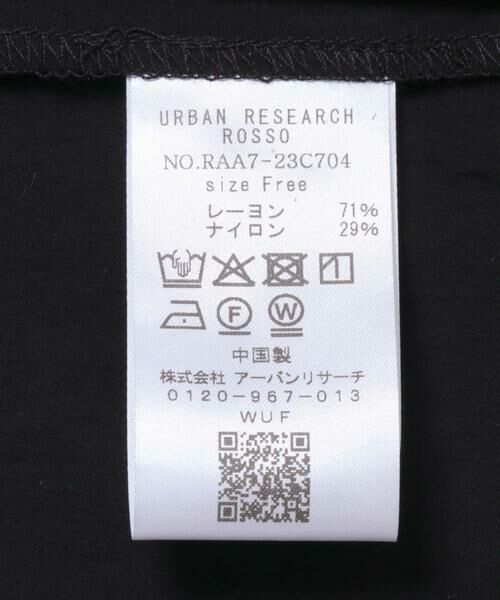 URBAN RESEARCH
ROSSO
NO.RAA7-23C704
size Free
レーヨン 71%
ナイロン 29%
F W
中国製
株式会社 アーバンリサーチ
0120-967-013
WUF